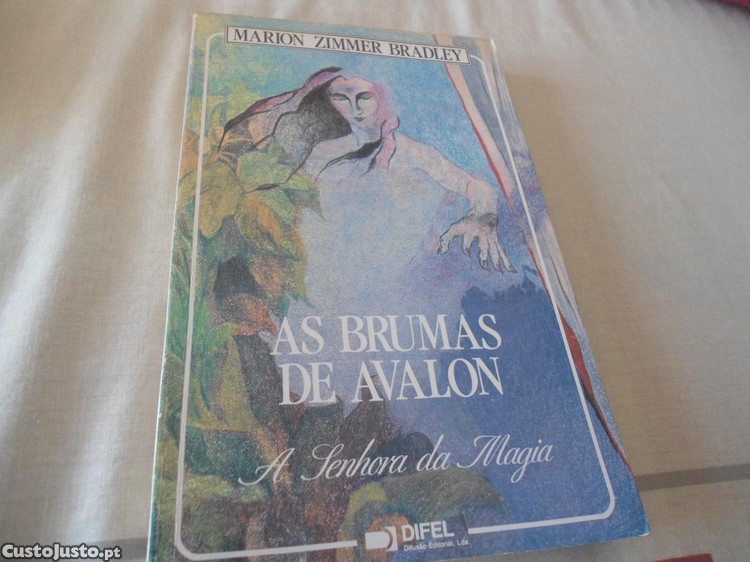 MARION ZIMMER BRADLEY
AS BRUMAS
DE AVALON
A Senhora da Magia
DIFEL
Difusão Editorial, Lda.
CustoJusto.pt